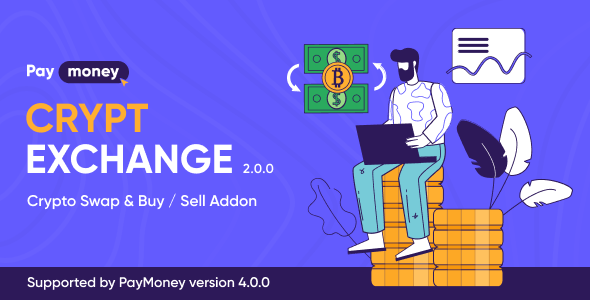 Pay money
CRYPT
EXCHANGE 2.0.0
Crypto Swap & Buy / Sell Addon
Supported by PayMoney version 4.0.0